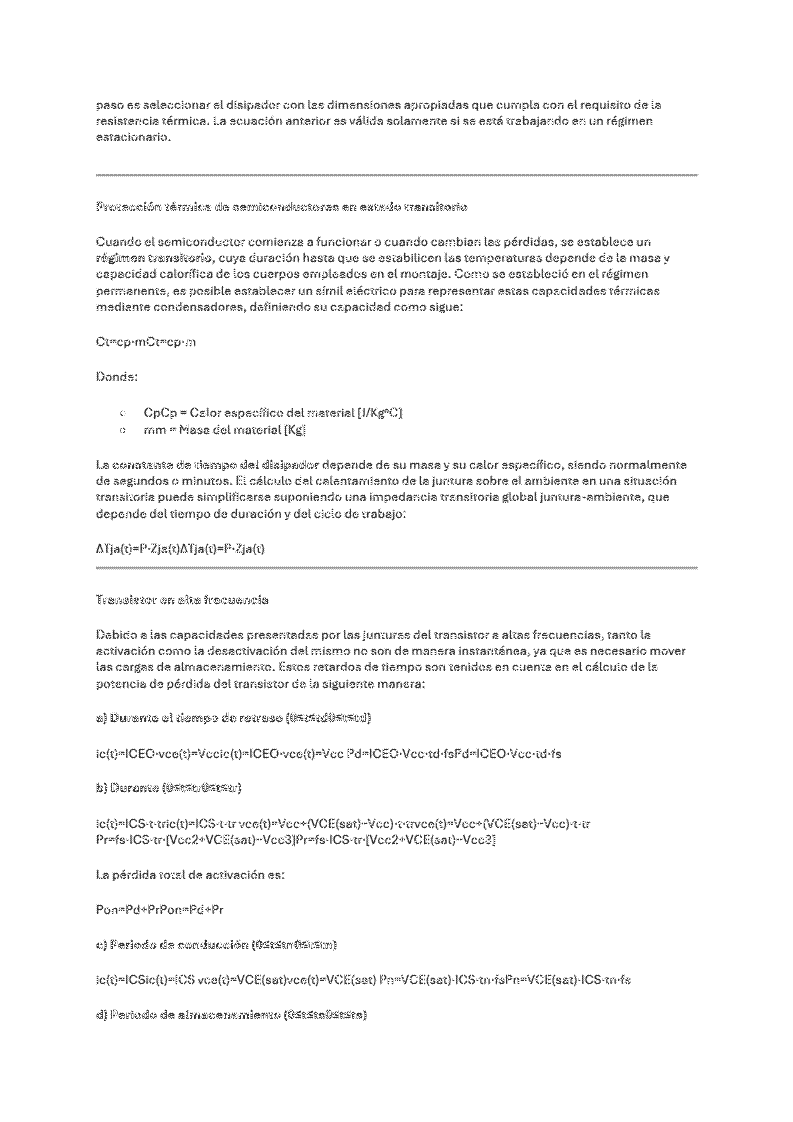 paso es seleccionar el disipador con las dimensiones apropiadas que cumpla con el requisito de la
resistencia térmica. La ecuación anterior es válida solamente si se está trabajando en un régimen
estacionario.
Protección térmica de semiconductores en estado transitorio
Cuando el semiconductor comienza a funcionar o cuando cambian las pérdidas, se establece un
régimen transitorio, cuya duración hasta que se estabilicen las temperaturas depende de la masa y
capacidad calorífica de los cuerpos empleados en el montaje. Como se estableció en el régimen
permanente, es posible establecer un símil eléctrico para representar estas capacidades térmicas
mediante condensadores, definiendo su capacidad como sigue:
Ct=cp·mCt=cp·m
Donde:
○ CpCp = Calor específico del material [J/KgºC]
○ mm = Masa del material [Kg]
La constante de tiempo del disipador depende de su masa y su calor específico, siendo normalmente
de segundos o minutos. El cálculo del calentamiento de la juntura sobre el ambiente en una situación
transitoria puede simplificarse suponiendo una impedancia transitoria global juntura-ambiente, que
depende del tiempo de duración y del ciclo de trabajo:
ΔTja(t)=P·Zja(t)ΔTja(t)=P·Zja(t)
Transistor en alta frecuencia
Debido a las capacidades presentadas por las junturas del transistor a altas frecuencias, tanto la
activación como la desactivación del mismo no son de manera instantánea, ya que es necesario mover
las cargas de almacenamiento. Estos retardos de tiempo son tenidos en cuenta en el cálculo de la
potencia de pérdida del transistor de la siguiente manera:
a) Durante el tiempo de retraso (0≤t≤td0≤t≤td)
ic(t)=ICEO·vce(t)=Vccic(t)=ICEO·vce(t)=Vcc Pd=ICEO·Vcc·td·fsPd=ICEO·Vcc·td·fs
b) Durante (0≤t≤tr0≤t≤tr)
ic(t)=ICS·t·tric(t)=ICS·t·tr vce(t)=Vcc+(VCE(sat)−Vcc)·t·trvce(t)=Vcc+(VCE(sat)−Vcc)·t·tr
Pr=fs·ICS·tr·[Vcc2+VCE(sat)−Vcc3]Pr=fs·ICS·tr·[Vcc2+VCE(sat)−Vcc3]
La pérdida total de activación es:
Pon=Pd+PrPon=Pd+Pr
c) Periodo de conducción (0≤t≤tn0≤t≤tn)
ic(t)=ICSic(t)=ICS vce(t)=VCE(sat)vce(t)=VCE(sat) Pn=VCE(sat)·ICS·tn·fsPn=VCE(sat)·ICS·tn·fs
d) Periodo de almacenamiento (0≤t≤ts0≤t≤ts)